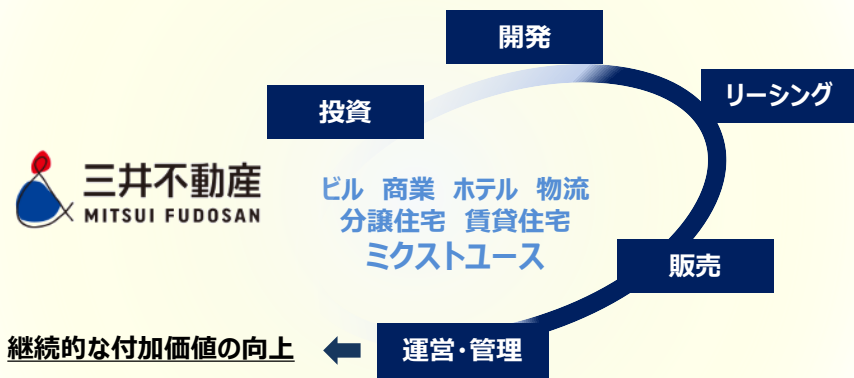 開発
リーシング
投資
三井不動産
MITSUI FUDOSAN
ビル 商業 ホテル 物流
分譲住宅 賃貸住宅
ミクストユース
販売
運営・管理
継続的な付加価値の向上